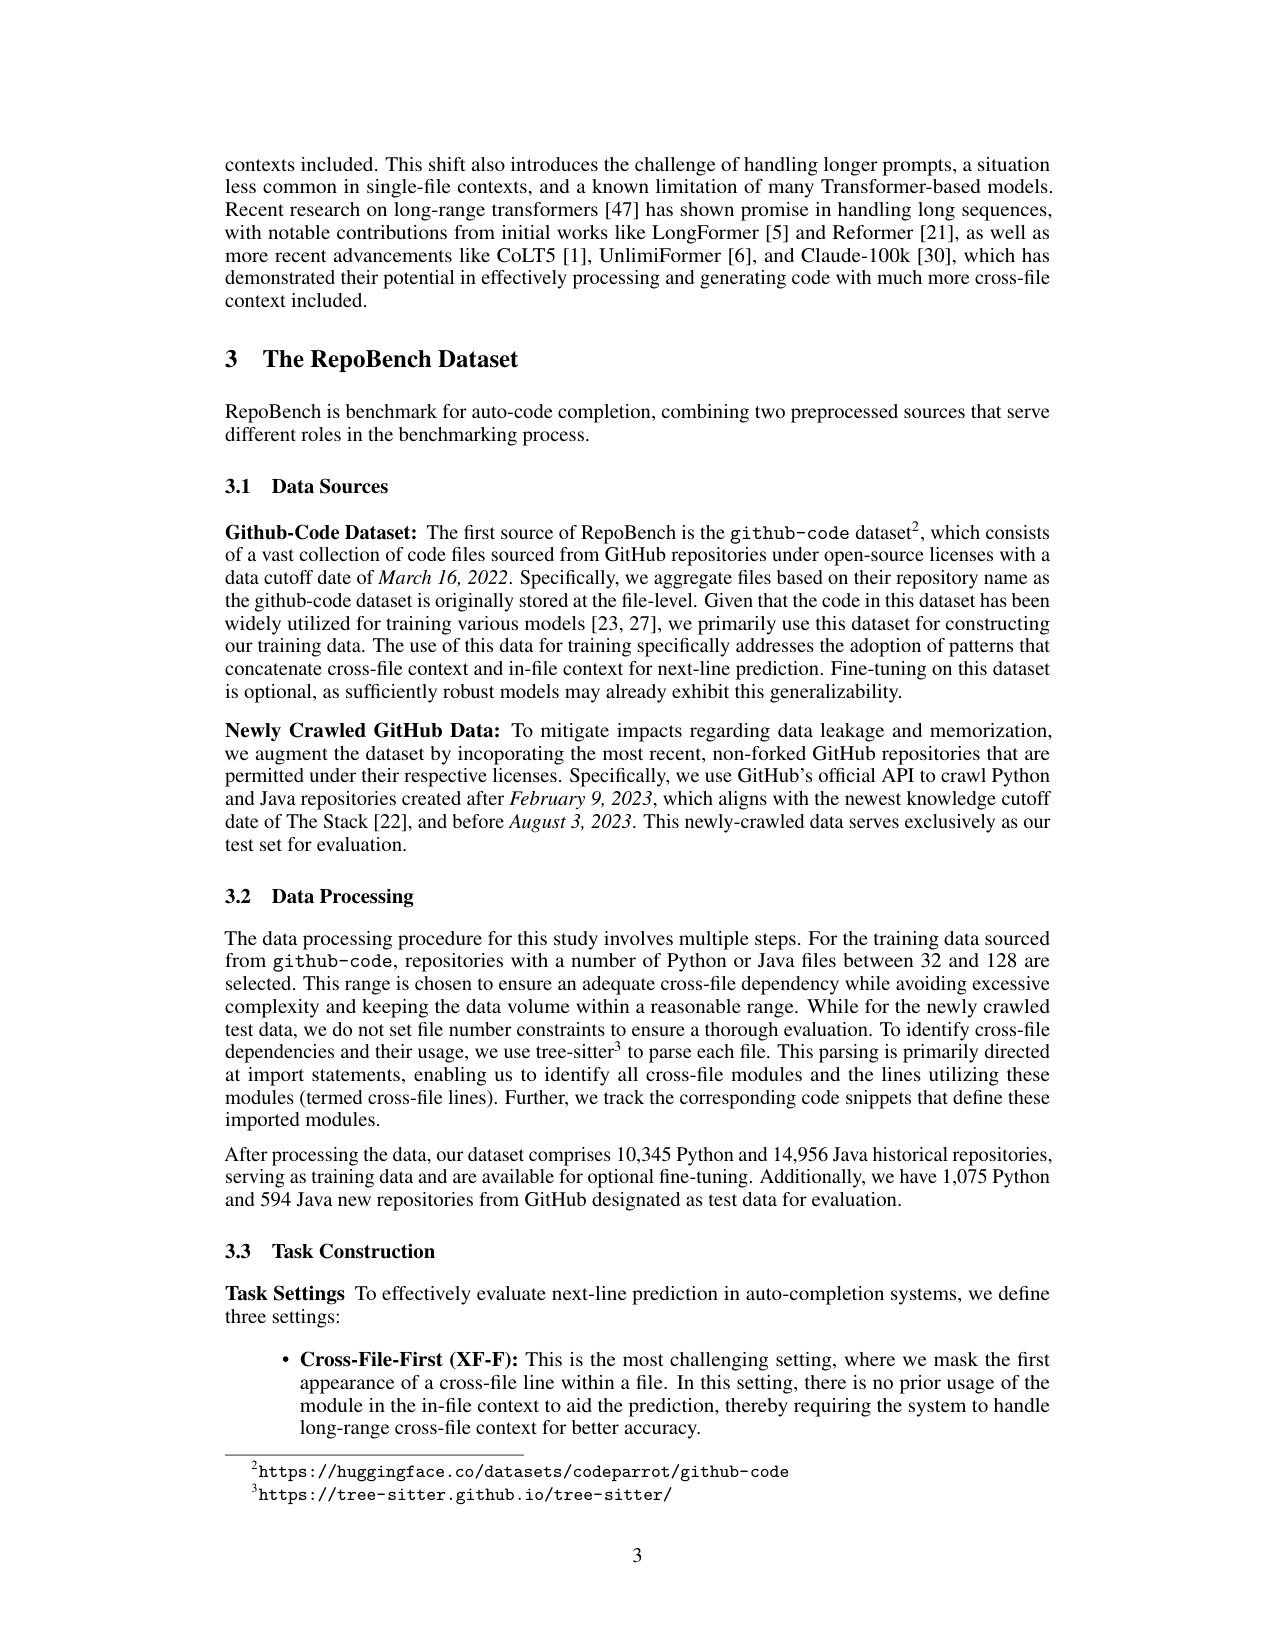 contexts included. This shift also introduces the challenge of handling longer prompts, a situation
less common in single-file contexts, and a known limitation of many Transformer-based models.
Recent research on long-range transformers [47] has shown promise in handling long sequences,
with notable contributions from initial works like LongFormer [5] and Reformer [21], as well as
more recent advancements like CoLT5 [1], UnlimiFormer [6], and Claude-100k [30], which has
demonstrated their potential in effectively processing and generating code with much more cross-file
context included.
3 The RepoBench Dataset
RepoBench is benchmark for auto-code completion, combining two preprocessed sources that serve
different roles in the benchmarking process.
3.1 Data Sources
Github-Code Dataset: The first source of RepoBench is the github-code dataset2, which consists
of a vast collection of code files sourced from GitHub repositories under open-source licenses with a
data cutoff date of March 16, 2022. Specifically, we aggregate files based on their repository name as
the github-code dataset is originally stored at the file-level. Given that the code in this dataset has been
widely utilized for training various models [23, 27], we primarily use this dataset for constructing
our training data. The use of this data for training specifically addresses the adoption of patterns that
concatenate cross-file context and in-file context for next-line prediction. Fine-tuning on this dataset
is optional, as sufficiently robust models may already exhibit this generalizability.
Newly Crawled GitHub Data: To mitigate impacts regarding data leakage and memorization,
we augment the dataset by incoporating the most recent, non-forked GitHub repositories that are
permitted under their respective licenses. Specifically, we use GitHub's official API to crawl Python
and Java repositories created after February 9, 2023, which aligns with the newest knowledge cutoff
date of The Stack [22], and before August 3, 2023. This newly-crawled data serves exclusively as our
test set for evaluation.
3.2 Data Processing
The data processing procedure for this study involves multiple steps. For the training data sourced
from github-code, repositories with a number of Python or Java files between 32 and 128 are
selected. This range is chosen to ensure an adequate cross-file dependency while avoiding excessive
complexity and keeping the data volume within a reasonable range. While for the newly crawled
test data, we do not set file number constraints to ensure a thorough evaluation. To identify cross-file
dependencies and their usage, we use tree-sitter3 to parse each file. This parsing is primarily directed
at import statements, enabling us to identify all cross-file modules and the lines utilizing these
modules (termed cross-file lines). Further, we track the corresponding code snippets that define these
imported modules.
After processing the data, our dataset comprises 10,345 Python and 14,956 Java historical repositories,
serving as training data and are available for optional fine-tuning. Additionally, we have 1,075 Python
and 594 Java new repositories from GitHub designated as test data for evaluation.
3.3 Task Construction
Task Settings To effectively evaluate next-line prediction in auto-completion systems, we define
three settings:
• Cross-File-First (XF-F): This is the most challenging setting, where we mask the first
appearance of a cross-file line within a file. In this setting, there is no prior usage of the
module in the in-file context to aid the prediction, thereby requiring the system to handle
long-range cross-file context for better accuracy.
2https://huggingface.co/datasets/codeparrot/github-code
3https://tree-sitter.github.io/tree-sitter/
3